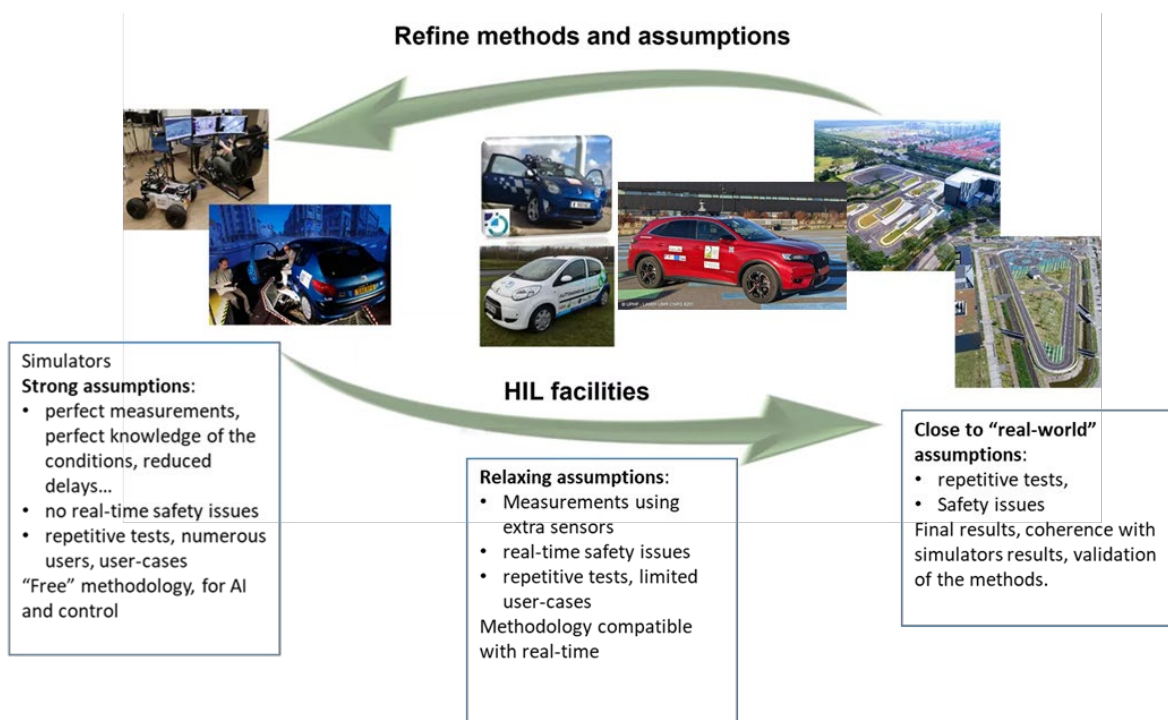 Refine methods and assumptions
HIL facilities
Simulators
Strong assumptions:
• perfect measurements,
perfect knowledge of the
conditions, reduced
delays...
• no real-time safety issues
• repetitive tests, numerous
users, user-cases
“Free” methodology, for AI
and control
Relaxing assumptions:
• Measurements using
extra sensors
• real-time safety issues
• repetitive tests, limited
user-cases
Methodology compatible
with real-time
Close to “real-world”
assumptions:
• repetitive tests,
• Safety issues
Final results, coherence with
simulators results, validation
of the methods.